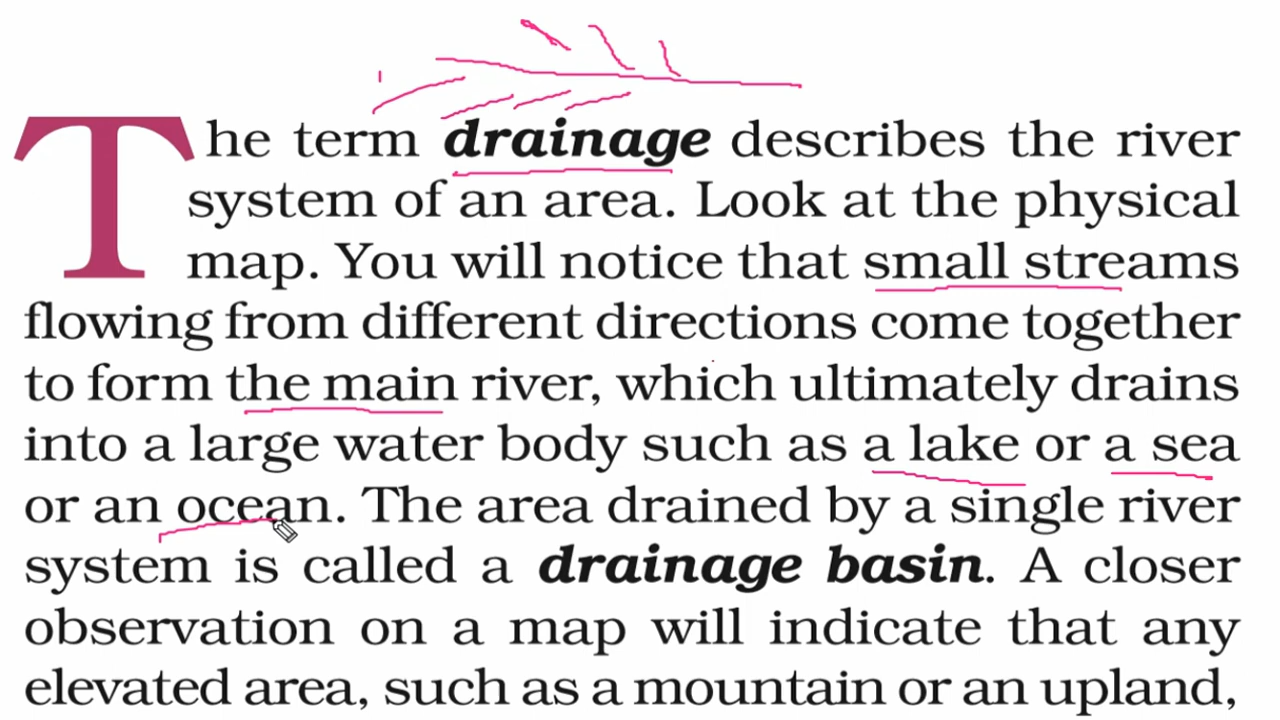 The term drainage describes the river
system of an area. Look at the physical
map. You will notice that small streams
flowing from different directions come together
to form the main river, which ultimately drains
into a large water body such as a lake or a sea
or an ocean. The area drained by a single river
system is called a drainage basin. A closer
observation on a map will indicate that any
elevated area, such as a mountain or an upland,